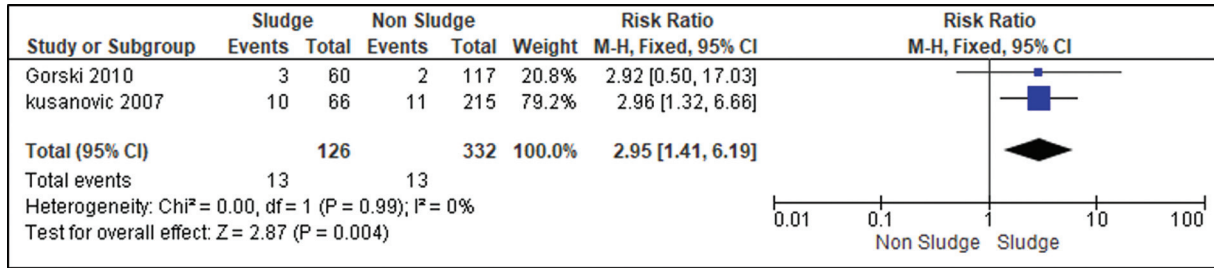 Sludge Non Sludge Risk Ratio Risk Ratio
Study or Subgroup Events Total Events Total Weight M-H, Fixed, 95% CI M-H, Fixed, 95% CI
Gorski 2010 3 60 2 117 20.8% 2.92 [0.50, 17.03]
kusanovic 2007 10 66 11 215 79.2% 2.96 [1.32, 6.66]
Total (95% CI) 126 332 100.0% 2.95 [1.41, 6.19]
Total events 13 13
Heterogeneity: Chi² = 0.00, df = 1 (P = 0.99); I² = 0%
Test for overall effect: Z = 2.87 (P = 0.004)
0.01 0.1 1 10 100
Non Sludge Sludge